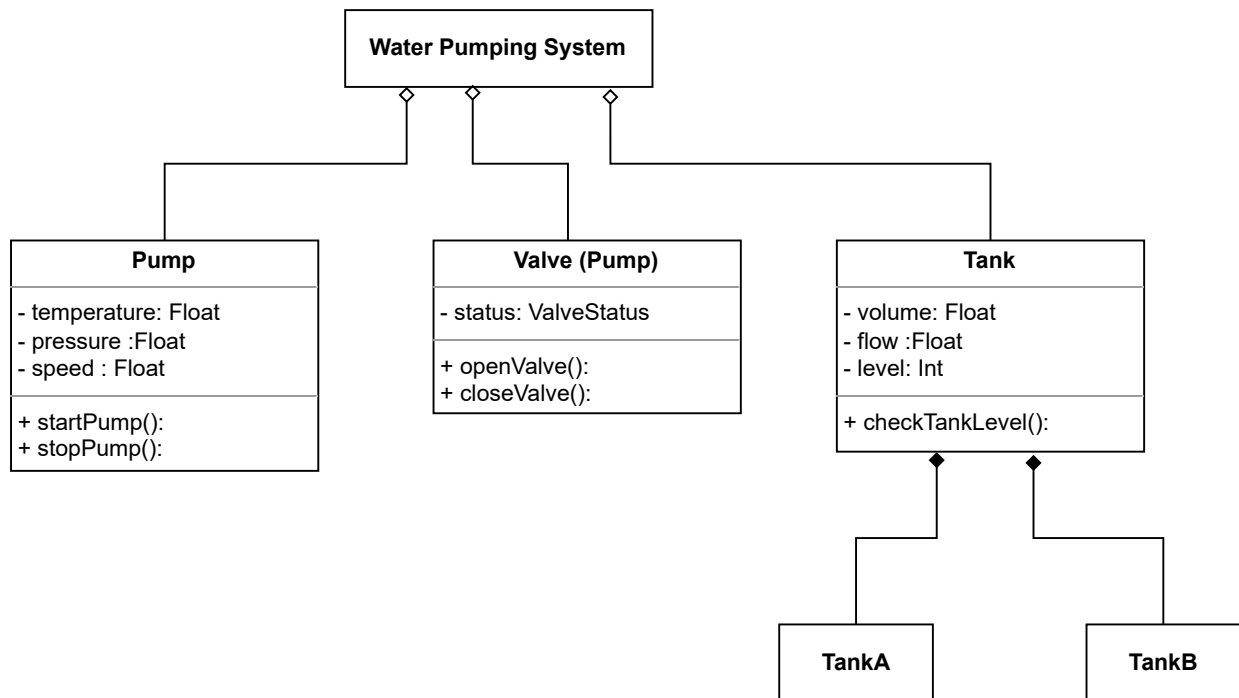 Water Pumping System
Pump
- temperature: Float
- pressure :Float
- speed : Float
+ startPump():
+ stopPump():
Valve (Pump)
- status: ValveStatus
+ openValve():
+ closeValve():
Tank
- volume: Float
- flow :Float
- level: Int
+ checkTankLevel():
TankA
TankB